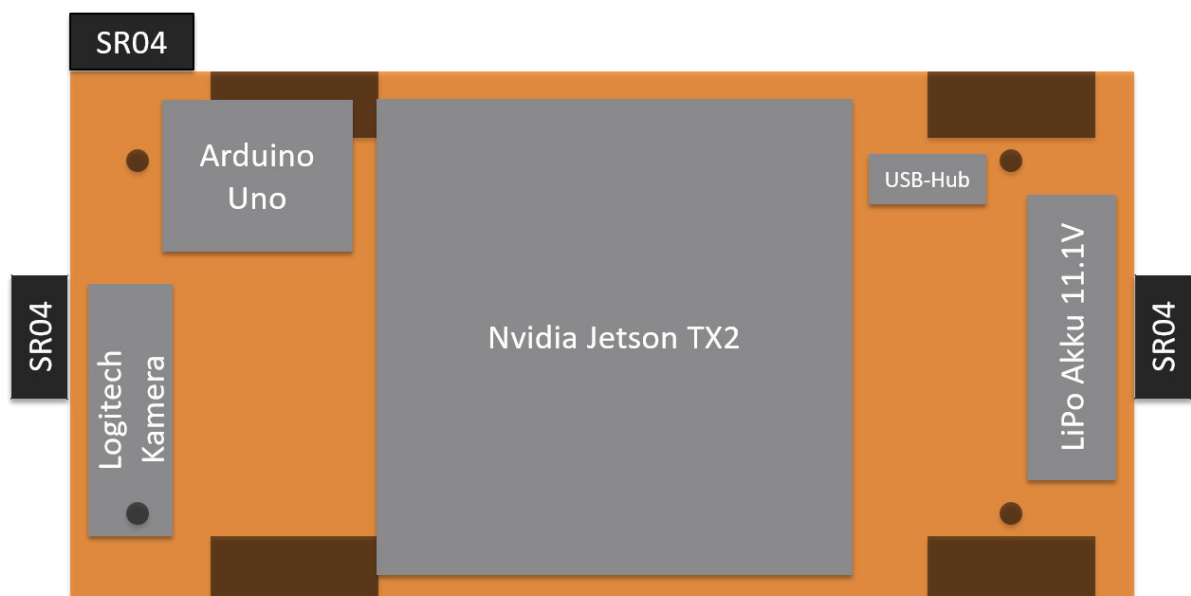 SR04
Arduino
Uno
USB-Hub
SR04
Logitech
Kamera
Nvidia Jetson TX2
LiPo Akku 11.1V
SR04